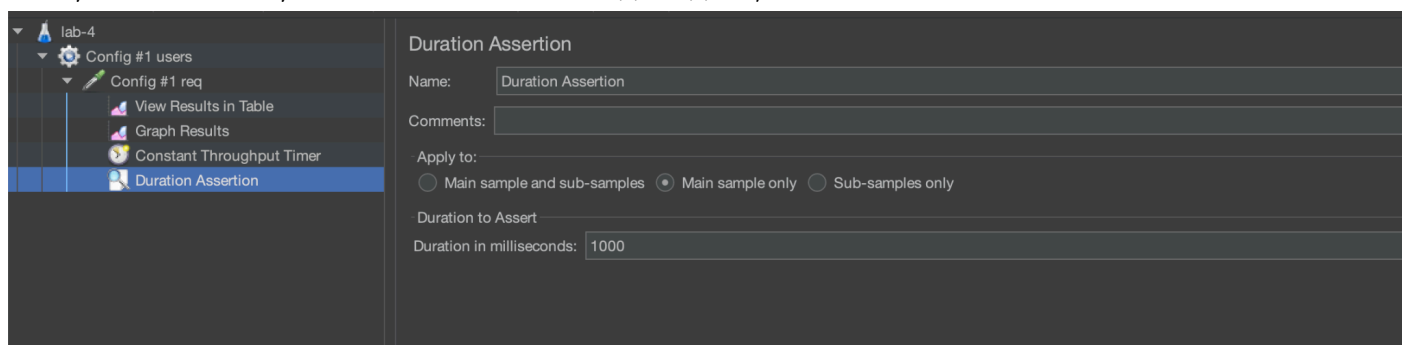 lab-4
Config #1 users
Config #1 req
View Results in Table
Graph Results
Constant Throughput Timer
Duration Assertion
Duration Assertion
Name: Duration Assertion
Comments:
Apply to:
Main sample and sub-samples Main sample only Sub-samples only
Duration to Assert
Duration in milliseconds: 1000